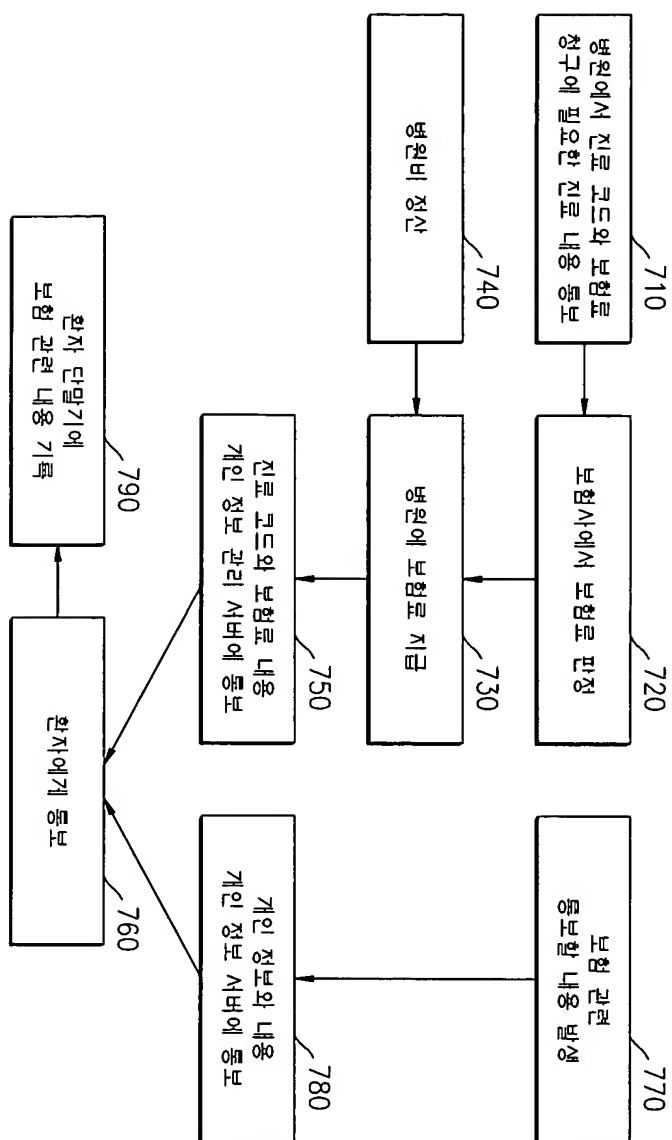 710
병원에서 진료 코드와 보험료
청구에 필요한 진료 내용 통보
720
보험사에서 보험료 판정
770
보험 관련
통보할 내용 발생
740
병원비 정산
730
병원에 보험료 지급
750
진료 코드와 보험료 내용
개인 정보 관리 서버에 통보
780
개인 정보와 내용
개인 정보 서버에 통보
790
환자 단말기에
보험 관련 내용 기록
760
환자에게 통보